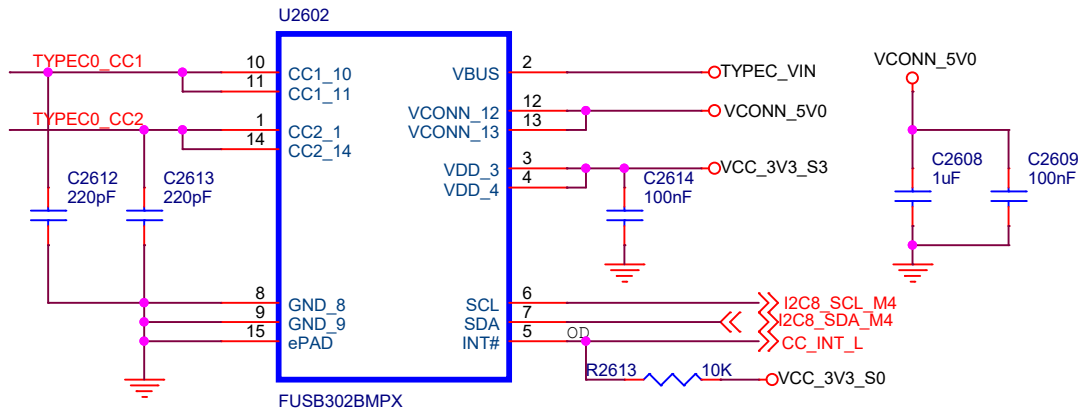 U2602
TYPEC0_CC1
10
CC1_10
11
CC1_11
TYPEC0_CC2
1
CC2_1
14
CC2_14
C2612
220pF
C2613
220pF
8
GND_8
9
GND_9
15
ePAD
VBUS
2
TYPEC_VIN
VCONN_12
12
VCONN_5V0
VCONN_13
13
VDD_3
3
VCC_3V3_S3
VDD_4
4
C2614
100nF
SCL
6
I2C8_SCL_M4
SDA
7
I2C8_SDA_M4
INT#
5
OD
CC_INT_L
R2613
10K
VCC_3V3_S0
FUSB302BMPX
VCONN_5V0
C2608
1uF
C2609
100nF